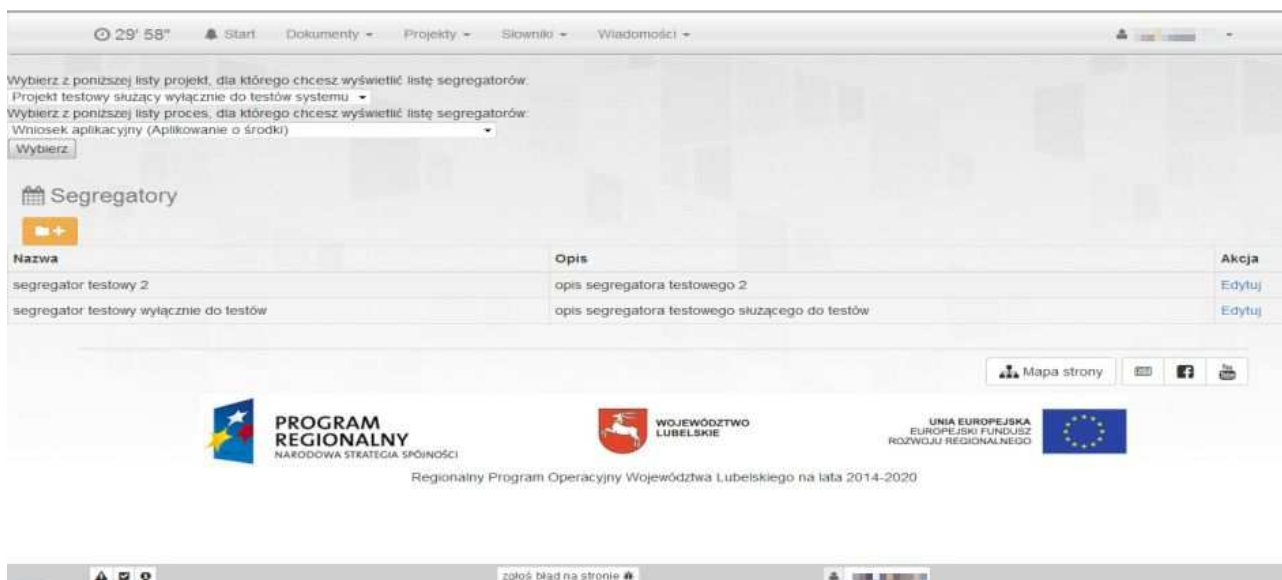 29' 58" Start Dokumenty Projekty Słowniki Wiadomości
Wybierz z poniższej listy projekt, dla którego chcesz wyświetlić listę segregatorów:
Projekt testowy służący wyłącznie do testów systemu
Wybierz z poniższej listy proces, dla którego chcesz wyświetlić listę segregatorów:
Wniosek aplikacyjny (Aplikowanie o środki)
Wybierz
Segregatory
Nazwa Opis Akcja
segregator testowy 2 opis segregatora testowego 2 Edytuj
segregator testowy wyłącznie do testów opis segregatora testowego służącego do testów Edytuj
Mapa strony
You Tube
PROGRAM
REGIONALNY
NARODOWA STRATEGIA SPÓJNOŚCI
WOJEWÓDZTWO
LUBELSKIE
UNIA EUROPEJSKA
EUROPEJSKI FUNDUSZ
ROZWOJU REGIONALNEGO
Regionalny Program Operacyjny Województwa Lubelskiego na lata 2014-2020
zgłoś błąd na stronie